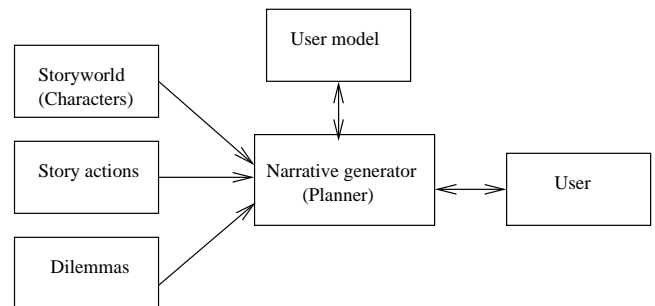 User model
Storyworld
(Characters)
Story actions
Narrative generator
(Planner)
User
Dilemmas